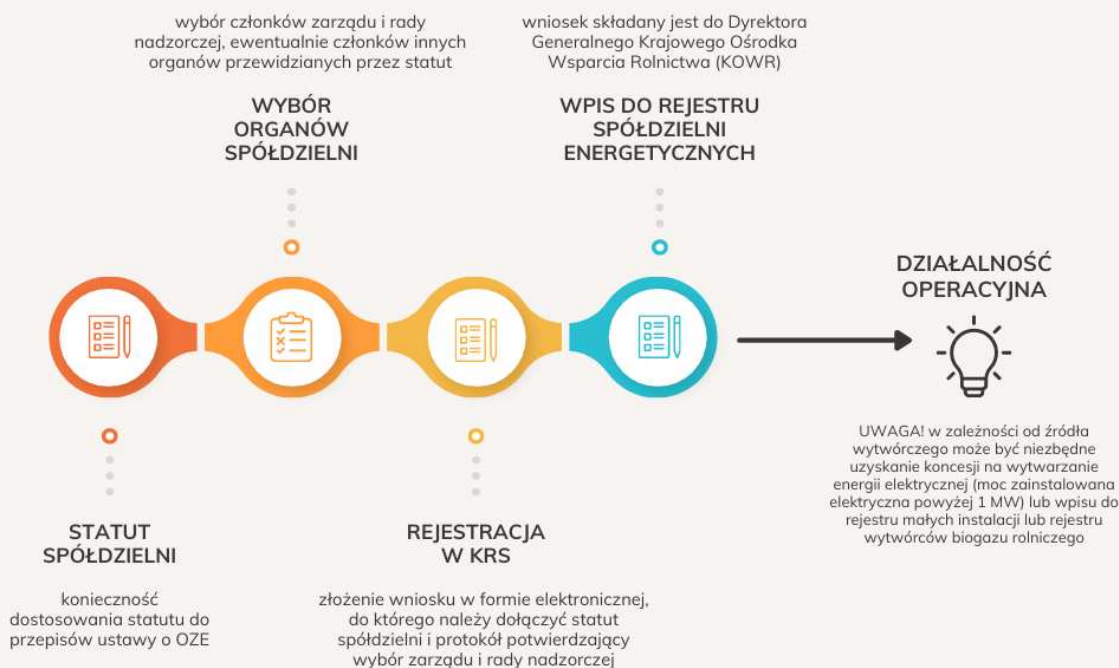 wybór członków zarządu i rady
nadzorczej, ewentualnie członków innych
organów przewidzianych przez statut
WYBÓR
ORGANÓW
SPÓŁDZIELNI
wniosek składany jest do Dyrektora
Generalnego Krajowego Ośrodka
Wsparcia Rolnictwa (KOWR)
WPIS DO REJESTRU
SPÓŁDZIELNI
ENERGETYCZNYCH
DZIAŁALNOŚĆ
OPERACYJNA
UWAGA! w zależności od źródła
wytwórczego może być niezbędne
uzyskanie koncesji na wytwarzanie
energii elektrycznej (moc zainstalowana
elektryczna powyżej 1 MW) lub wpisu do
rejestru małych instalacji lub rejestru
wytwórców biogazu rolniczego
STATUT
SPÓŁDZIELNI
konieczność
dostosowania statutu do
przepisów ustawy o OZE
REJESTRACJA
W KRS
złożenie wniosku w formie elektronicznej,
do którego należy dołączyć statut
spółdzielni i protokół potwierdzający
wybór zarządu i rady nadzorczej